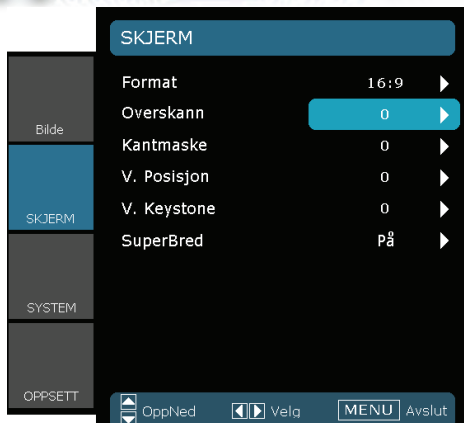 SKJERM
Format 16:9
Overskann 0
Kantmaske 0
V. Posisjon 0
V. Keystone 0
SuperBred På
Bilde
SKJERM
SYSTEM
OPPSETT
OppNed Velg MENU Avslut